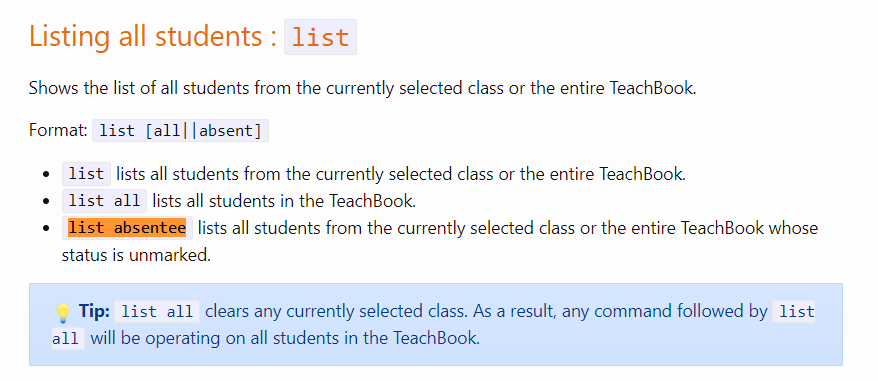 Listing all students : list
Shows the list of all students from the currently selected class or the entire TeachBook.
Format: list [all||absent]
• list lists all students from the currently selected class or the entire TeachBook.
• list all lists all students in the TeachBook.
• list absentee lists all students from the currently selected class or the entire TeachBook whose
status is unmarked.
💡 Tip: list all clears any currently selected class. As a result, any command followed by list
all will be operating on all students in the TeachBook.